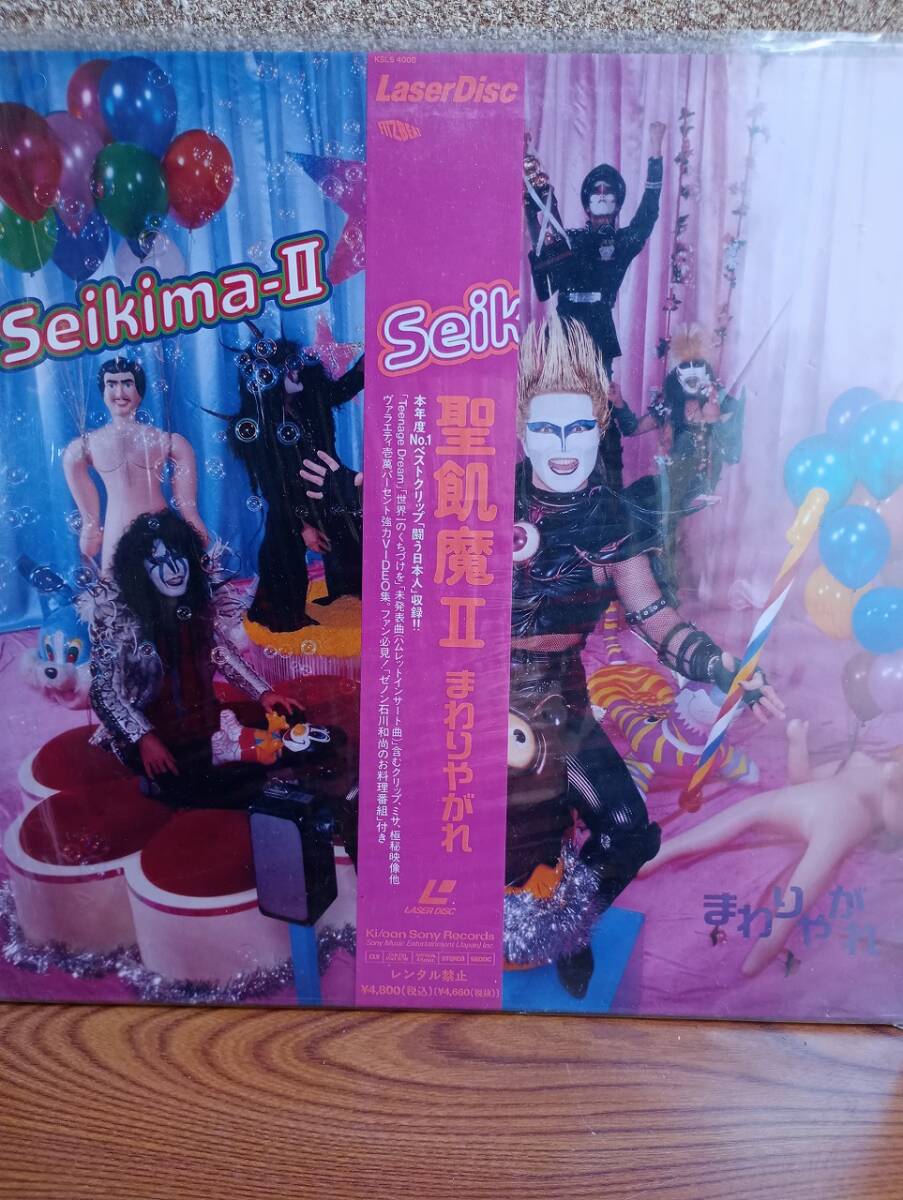 KSLS 4008
LaserDisc
FITZBEAT
Seikima-II
Seik
聖飢魔II
まわりやがれ
本年度No.1ベストクリップ「闘う日本人」収録!!
「Teenage Dream」「世界一のくちづけを」「未発表曲(ハムレットインサート曲)」含むクリップ、ミサ、極秘映像他
ヴァラエティ壱萬パーセント強力VIDEO集。ファン必見!「ゼノン石川和尚のお料理番組」付き
LASER DISC
Ki/oon Sony Records
Sony Music Entertainment (Japan) Inc.
CLV
STEREO
レンタル禁止
¥4,800(税込)[¥4,660(税抜)]
まわりやがれ